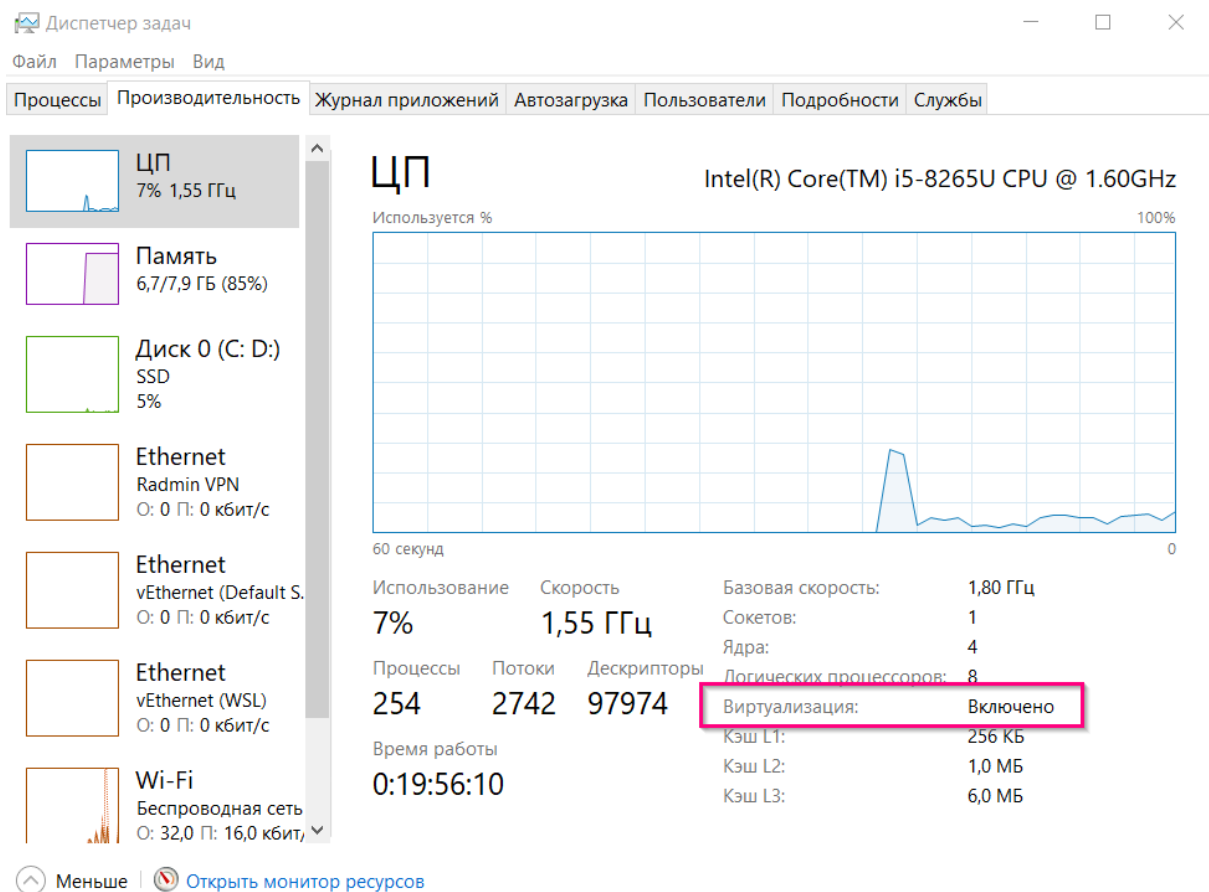 Диспетчер задач
Файл Параметры Вид
Процессы Производительность Журнал приложений Автозагрузка Пользователи Подробности Службы
ЦП
7% 1,55 ГГц
Память
6,7/7,9 ГБ (85%)
Диск 0 (C: D:)
SSD
5%
Ethernet
Radmin VPN
О: 0 П: 0 кбит/с
Ethernet
vEthernet (Default S.
О: 0 П: 0 кбит/с
Ethernet
vEthernet (WSL)
О: 0 П: 0 кбит/с
Wi-Fi
Беспроводная сеть
О: 32,0 П: 16,0 кбит/
ЦП
Intel(R) Core(TM) i5-8265U CPU @ 1.60GHz
Используется % 100%
60 секунд 0
Использование Скорость
7% 1,55 ГГц
Процессы Потоки Дескрипторы
254 2742 97974
Время работы
0:19:56:10
Базовая скорость: 1,80 ГГц
Сокетов: 1
Ядра: 4
Логических процессоров: 8
Виртуализация: Включено
Кэш L1: 256 КБ
Кэш L2: 1,0 МБ
Кэш L3: 6,0 МБ
Меньше Открыть монитор ресурсов